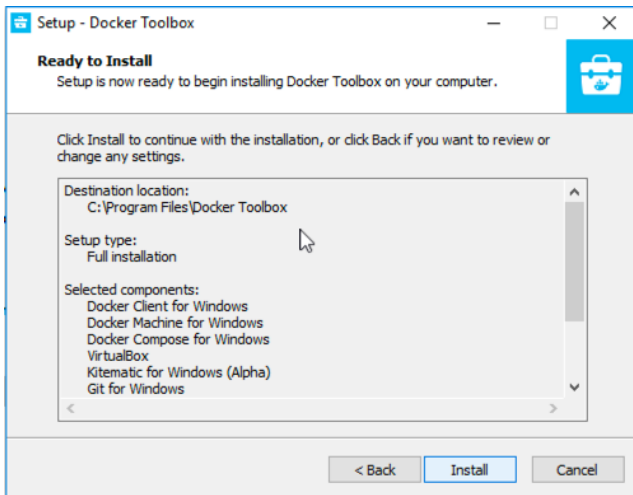 Setup - Docker Toolbox
Ready to Install
Setup is now ready to begin installing Docker Toolbox on your computer.
Click Install to continue with the installation, or click Back if you want to review or
change any settings.
Destination location:
C:\Program Files\Docker Toolbox
Setup type:
Full installation
Selected components:
Docker Client for Windows
Docker Machine for Windows
Docker Compose for Windows
VirtualBox
Kitematic for Windows (Alpha)
Git for Windows
< Back
Install
Cancel